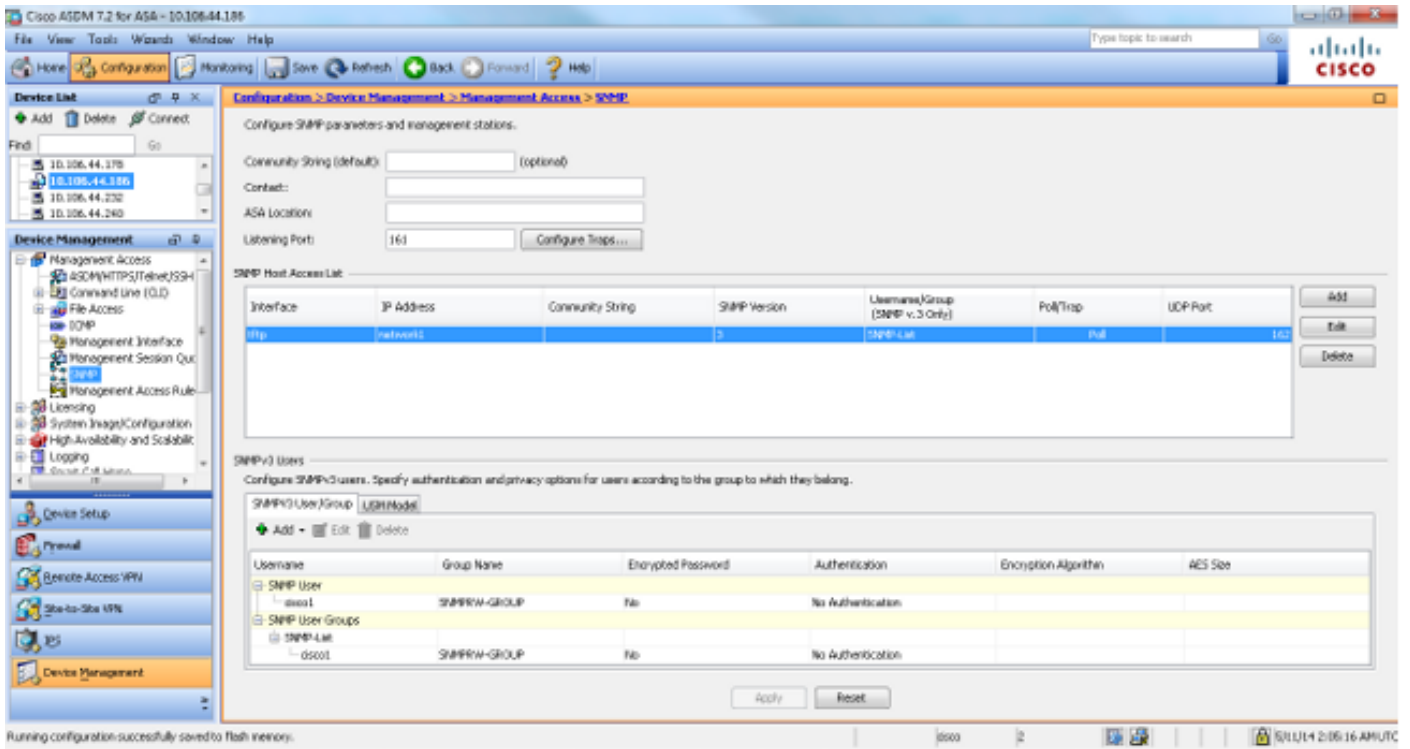 Cisco ASDM 7.2 for ASA - 10.106.44.186
File View Tools Wizards Window Help
Type topic to search Go
Home Configuration Monitoring Save Refresh Back Forward Help
CISCO
Device List
Add Delete Connect
Find: Go
10.106.44.178
10.106.44.186
10.106.44.232
10.106.44.240
Device Management
Management Access
ASDM/HTTPS/Telnet/SSH
Command Line (CLI)
File Access
ICMP
Management Interface
Management Session Quo
SNMP
Management Access Rule
Licensing
System Image/Configuration
High Availability and Scalabilit
Logging
Smart Call Home
Device Setup
Firewall
Remote Access VPN
Site-to-Site VPN
IPS
Device Management
Configuration > Device Management > Management Access > SNMP
Configure SNMP parameters and management stations.
Community String (default): (optional)
Contact:
ASA Location:
Listening Port: 161 Configure Traps...
SNMP Host Access List
Interface IP Address Community String SNMP Version Username/Group (SNMP v.3 Only) Poll/Trap UDP Port
tftp network1 3 SNMP-List Poll 162
Add
Edit
Delete
SNMPv3 Users
Configure SNMPv3 users. Specify authentication and privacy options for users according to the group to which they belong.
SNMPV3 User/Group USM Model
Add Edit Delete
Username Group Name Encrypted Password Authentication Encryption Algorithm AES Size
SNMP User
cisco1 SNMPRW-GROUP No No Authentication
SNMP User Groups
SNMP-List
cisco1 SNMPRW-GROUP No No Authentication
Apply Reset
Running configuration successfully saved to flash memory.
cisco 2 5/11/14 2:05:16 AM UTC